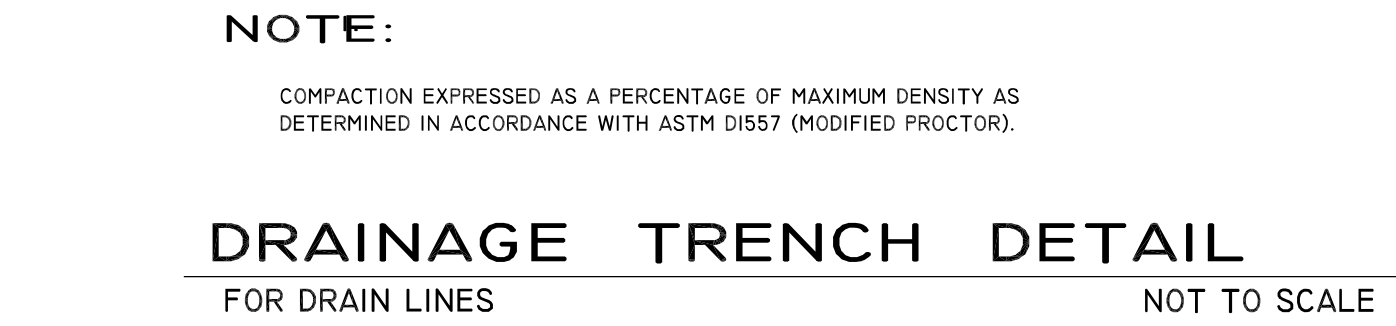 NOTE:
COMPACTION EXPRESSED AS A PERCENTAGE OF MAXIMUM DENSITY AS
DETERMINED IN ACCORDANCE WITH ASTM D1557 (MODIFIED PROCTOR).
DRAINAGE TRENCH DETAIL
FOR DRAIN LINES NOT TO SCALE